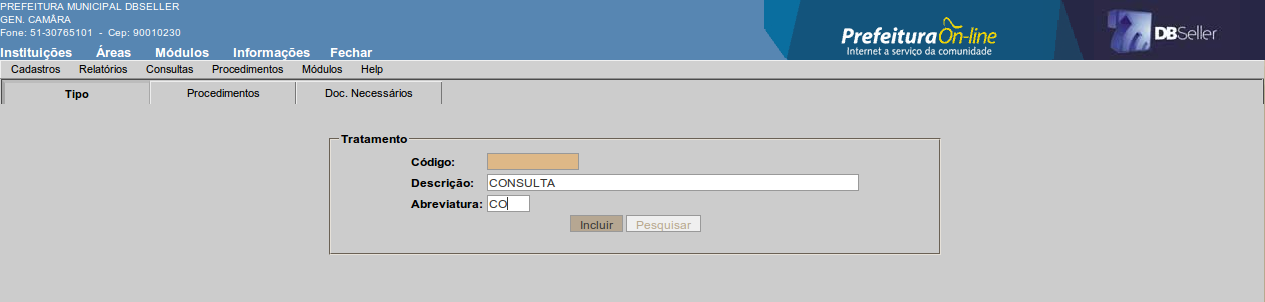 PREFEITURA MUNICIPAL DBSELLER
GEN. CAMÂRA
Fone: 51-30765101 - Cep: 90010230
Prefeitura On-line
Internet a serviço da comunidade
DBSeller
Instituições Áreas Módulos Informações Fechar
Cadastros Relatórios Consultas Procedimentos Módulos Help
Tipo Procedimentos Doc. Necessários
Tratamento
Código:
Descrição: CONSULTA
Abreviatura: CO
Incluir Pesquisar